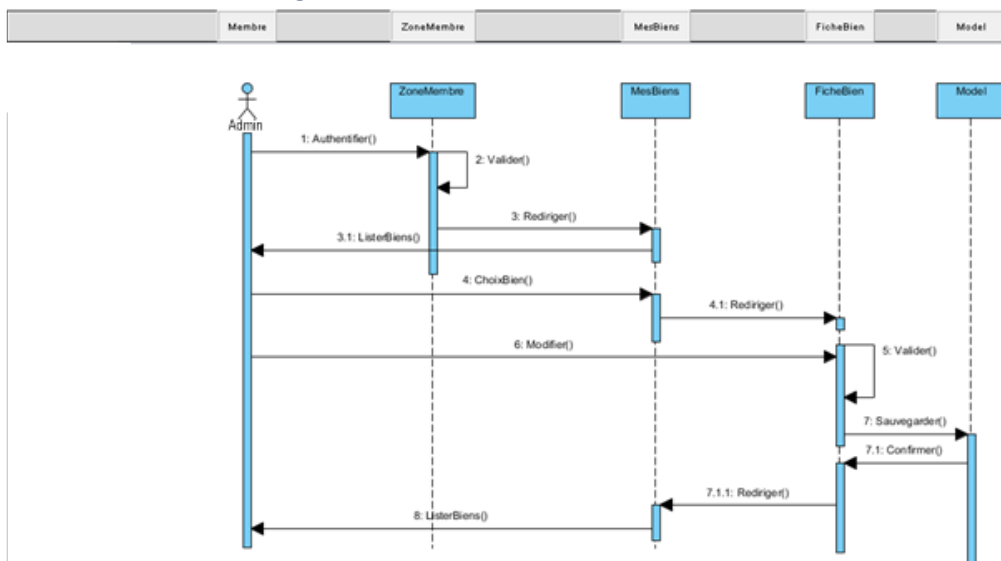 Membre
ZoneMembre
MesBiens
FicheBien
Model
ZoneMembre
MesBiens
FicheBien
Model
Admin
1: Authentifier()
2: Valider()
3: Rediriger()
3.1: ListerBiens()
4: ChoixBien()
4.1: Rediriger()
6: Modifier()
5: Valider()
7: Sauvegarder()
7.1: Confirmer()
7.1.1: Rediriger()
8: ListerBiens()